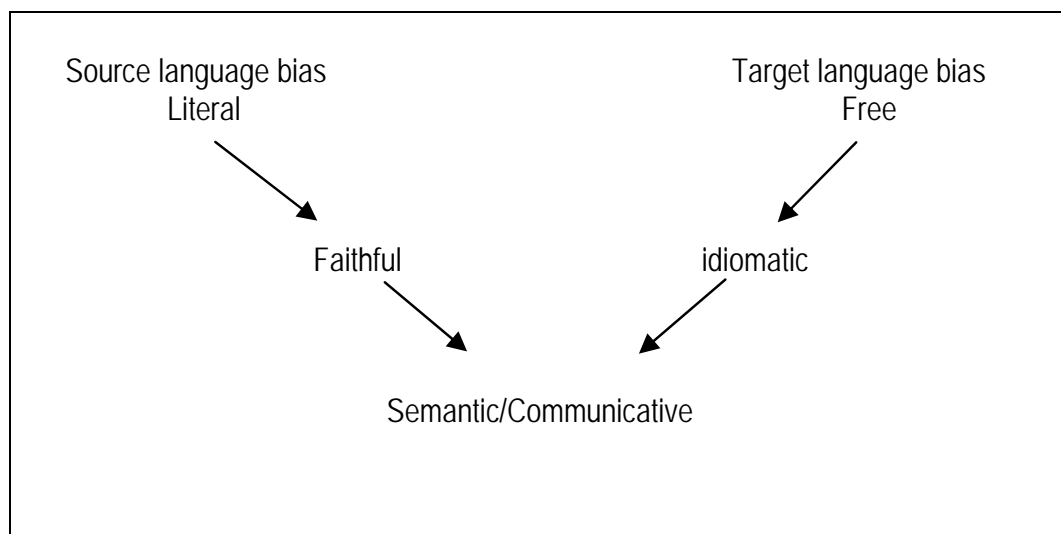 Source language bias
Literal
Target language bias
Free
Faithful
idiomatic
Semantic/Communicative